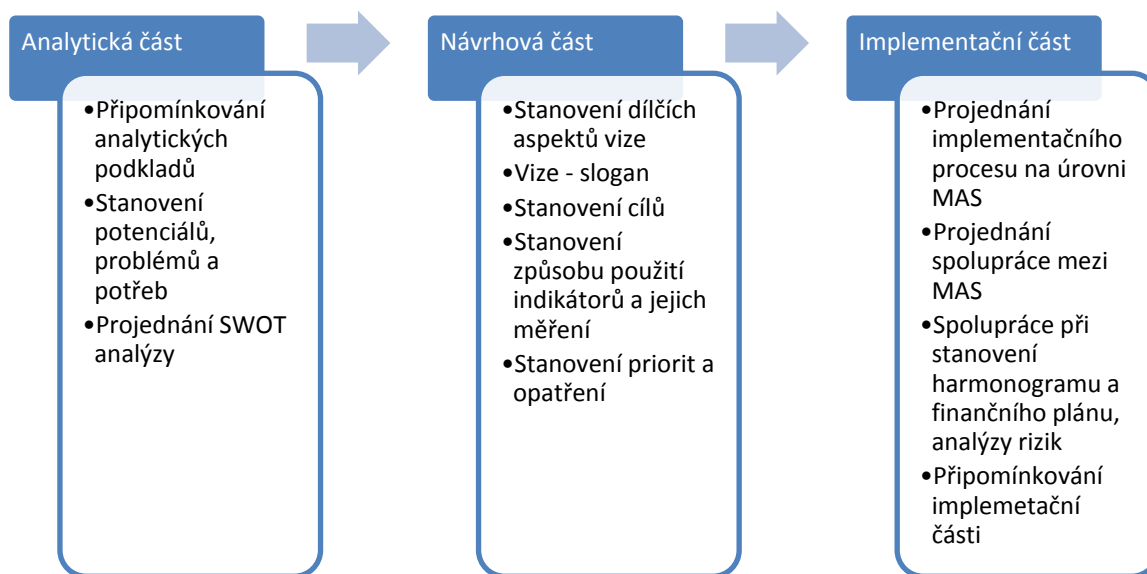 Analytická část
•Připomínkování
analytických
podkladů
•Stanovení
potenciálů,
problémů a
potřeb
•Projednání SWOT
analýzy
Návrhová část
•Stanovení dílčích
aspektů vize
•Vize - slogan
•Stanovení cílů
•Stanovení
způsobu použití
indikátorů a jejich
měření
•Stanovení priorit a
opatření
Implementační část
•Projednání
implementačního
procesu na úrovni
MAS
•Projednání
spolupráce mezi
MAS
•Spolupráce při
stanovení
harmonogramu a
finančního plánu,
analýzy rizik
•Připomínkování
implemetační
části